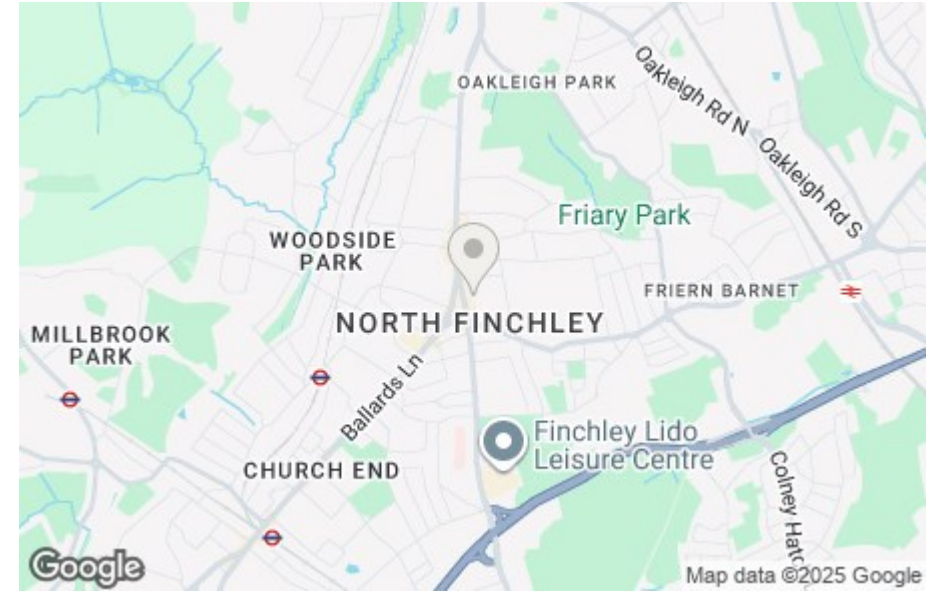 OAKLEIGH PARK
Oakleigh Rd N
Oakleigh Rd S
Friary Park
WOODSIDE
PARK
FRIERN BARNET
NORTH FINCHLEY
MILLBROOK
PARK
Ballards Ln
Finchley Lido
Leisure Centre
CHURCH END
Colney Hatc
Google
Map data ©2025 Google